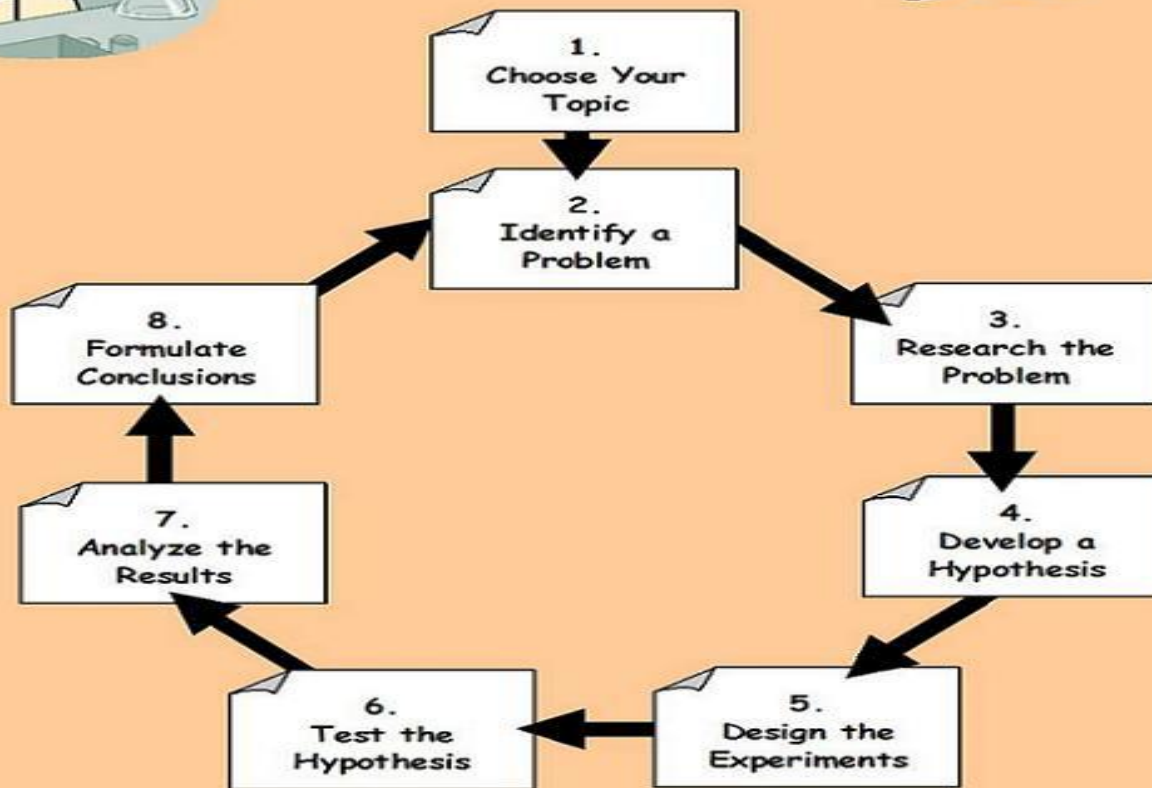 1.
Choose Your
Topic
2.
Identify a
Problem
3.
Research the
Problem
4.
Develop a
Hypothesis
5.
Design the
Experiments
6.
Test the
Hypothesis
7.
Analyze the
Results
8.
Formulate
Conclusions